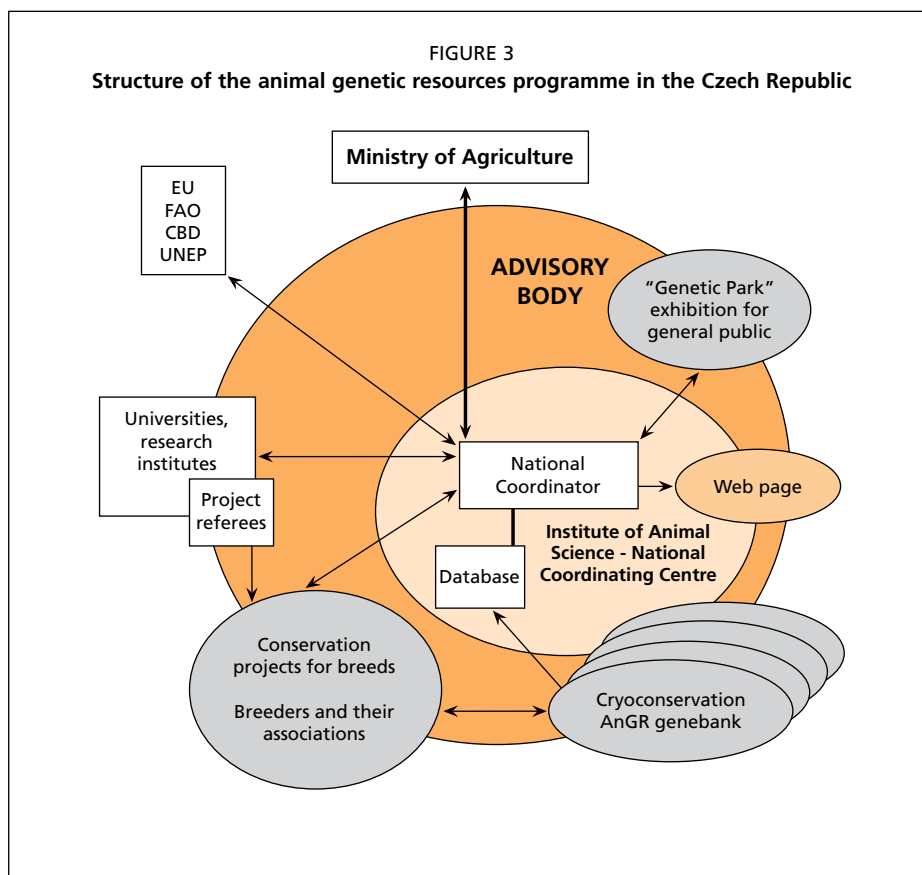 FIGURE 3
Structure of the animal genetic resources programme in the Czech Republic
Ministry of Agriculture
EU
FAO
CBD
UNEP
ADVISORY
BODY
“Genetic Park”
exhibition for
general public
Universities,
research
institutes
Project
referees
National
Coordinator
Web page
Institute of Animal
Science - National
Coordinating Centre
Database
Conservation
projects for breeds
Breeders and their
associations
Cryoconservation
AnGR genebank